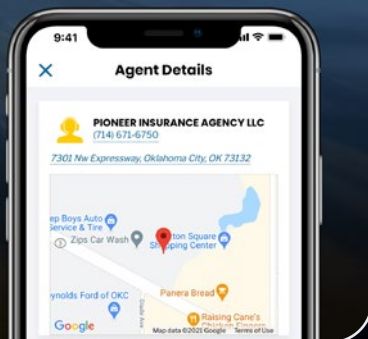 9:41
Agent Details
PIONEER INSURANCE AGENCY LLC
(714) 671-6750
7301 Nw Expressway, Oklahoma City, OK 73132
ep Boys Auto
Service & Tire
Zips Car Wash
ton Square
Shopping Center
Panera Bread
ynolds Ford of OKC
Raising Cane's
Chicken Fingers
Google
Map data ©2021 Google
Terms of Use